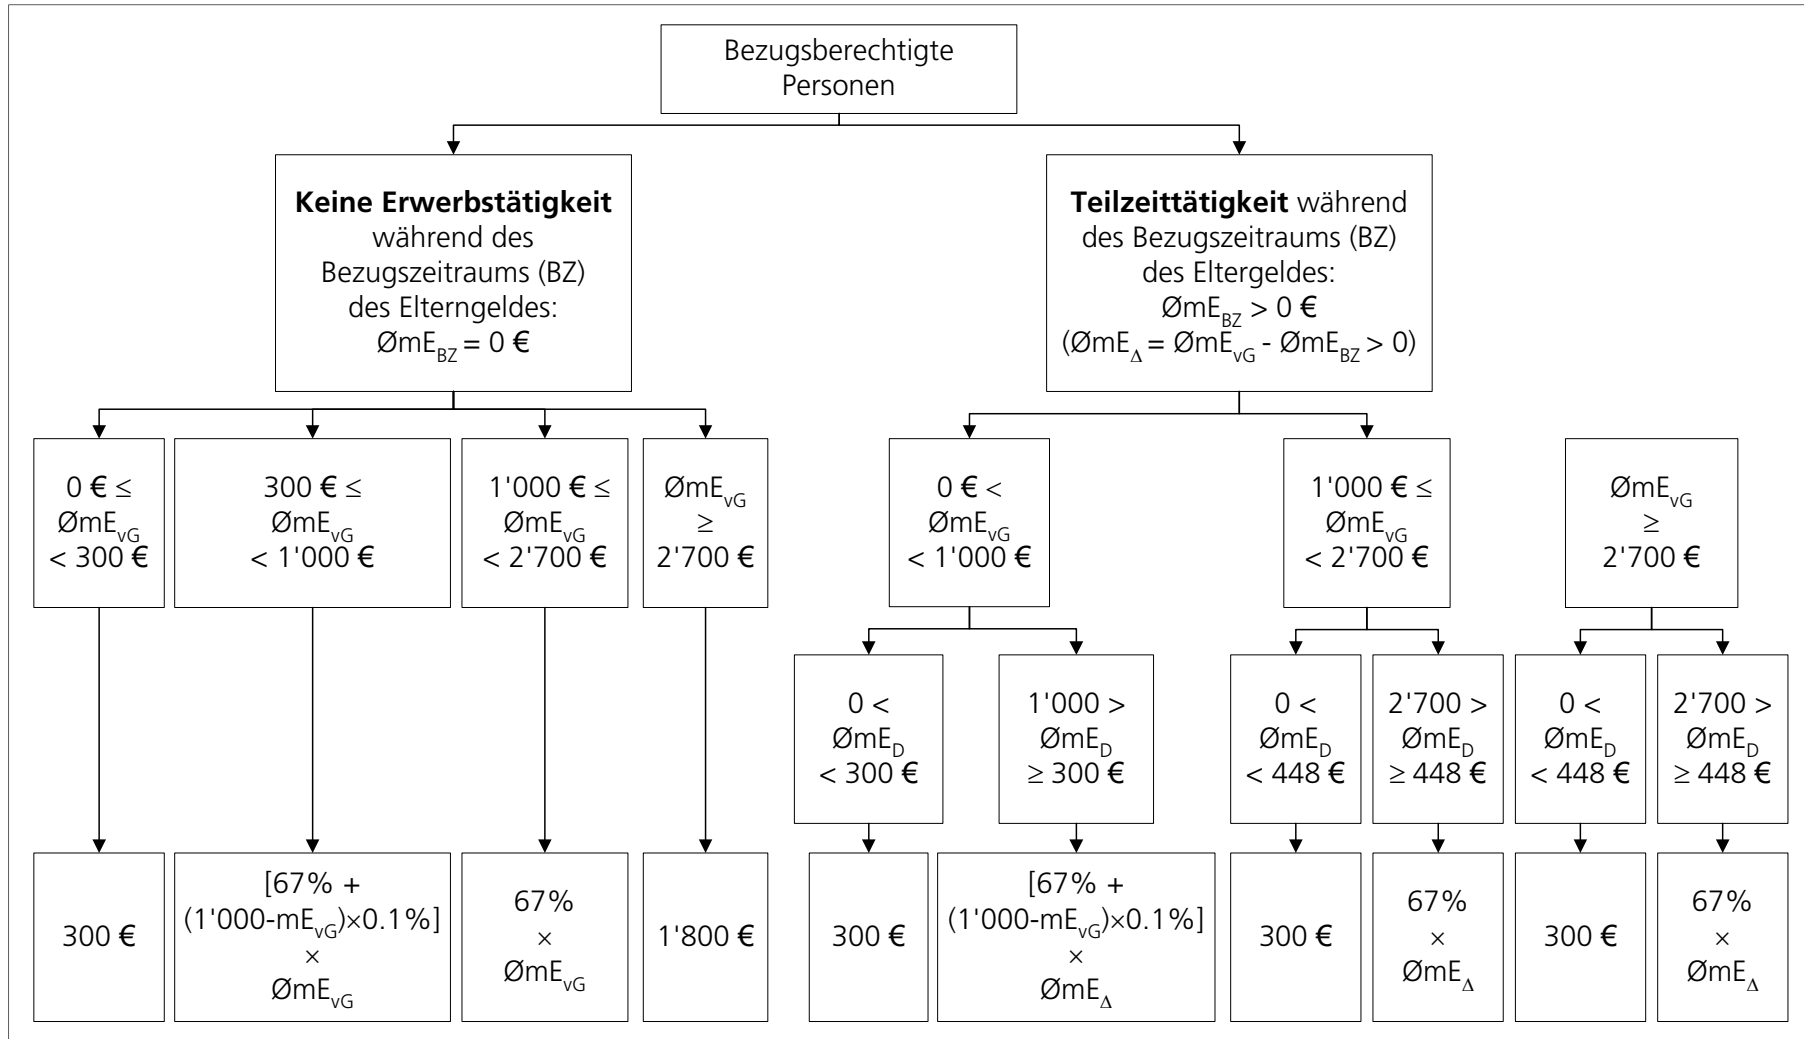 Bezugsberechtigte
Personen
Keine Erwerbstätigkeit
während des
Bezugszeitraums (BZ)
des Elterngeldes:
ØmE_BZ = 0 €
Teilzeittätigkeit während
des Bezugszeitraums (BZ)
des Eltergeldes:
ØmE_BZ > 0 €
(ØmE_Δ = ØmE_vG - ØmE_BZ > 0)
0 € ≤
ØmE_vG
< 300 €
300 € ≤
ØmE_vG
< 1'000 €
1'000 € ≤
ØmE_vG
< 2'700 €
ØmE_vG
≥
2'700 €
0 € <
ØmE_vG
< 1'000 €
1'000 € ≤
ØmE_vG
< 2'700 €
ØmE_vG
≥
2'700 €
0 <
ØmE_D
< 300 €
1'000 >
ØmE_D
≥ 300 €
0 <
ØmE_D
< 448 €
2'700 >
ØmE_D
≥ 448 €
0 <
ØmE_D
< 448 €
2'700 >
ØmE_D
≥ 448 €
300 €
[67% +
(1'000-mE_vG)×0.1%]
×
ØmE_vG
67%
×
ØmE_vG
1'800 €
300 €
[67% +
(1'000-mE_vG)×0.1%]
×
ØmE_Δ
300 €
67%
×
ØmE_Δ
300 €
67%
×
ØmE_Δ